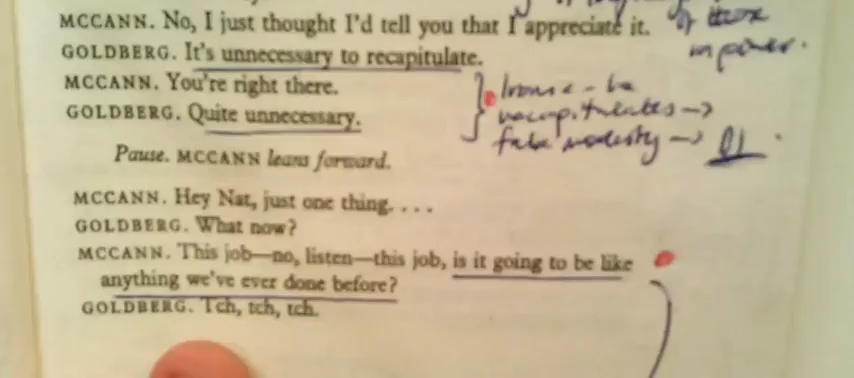 MCCANN. No, I just thought I'd tell you that I appreciate it.
in power.
GOLDBERG. It's unnecessary to recapitulate.
MCCANN. You're right there.
GOLDBERG. Quite unnecessary.
recapitulates →
false modesty →
Pause. MCCANN leans forward.
MCCANN. Hey Nat, just one thing. . . .
GOLDBERG. What now?
MCCANN. This job—no, listen—this job, is it going to be like
anything we've ever done before?
GOLDBERG. Tch, tch, tch.